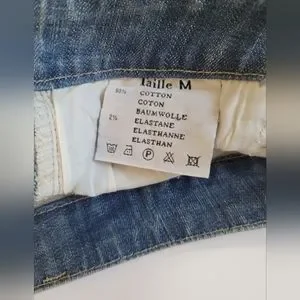 Taille M
98% COTTON
COTON
BAUMWOLLE
2% ELASTANE
ELASTHANNE
ELASTHAN
P